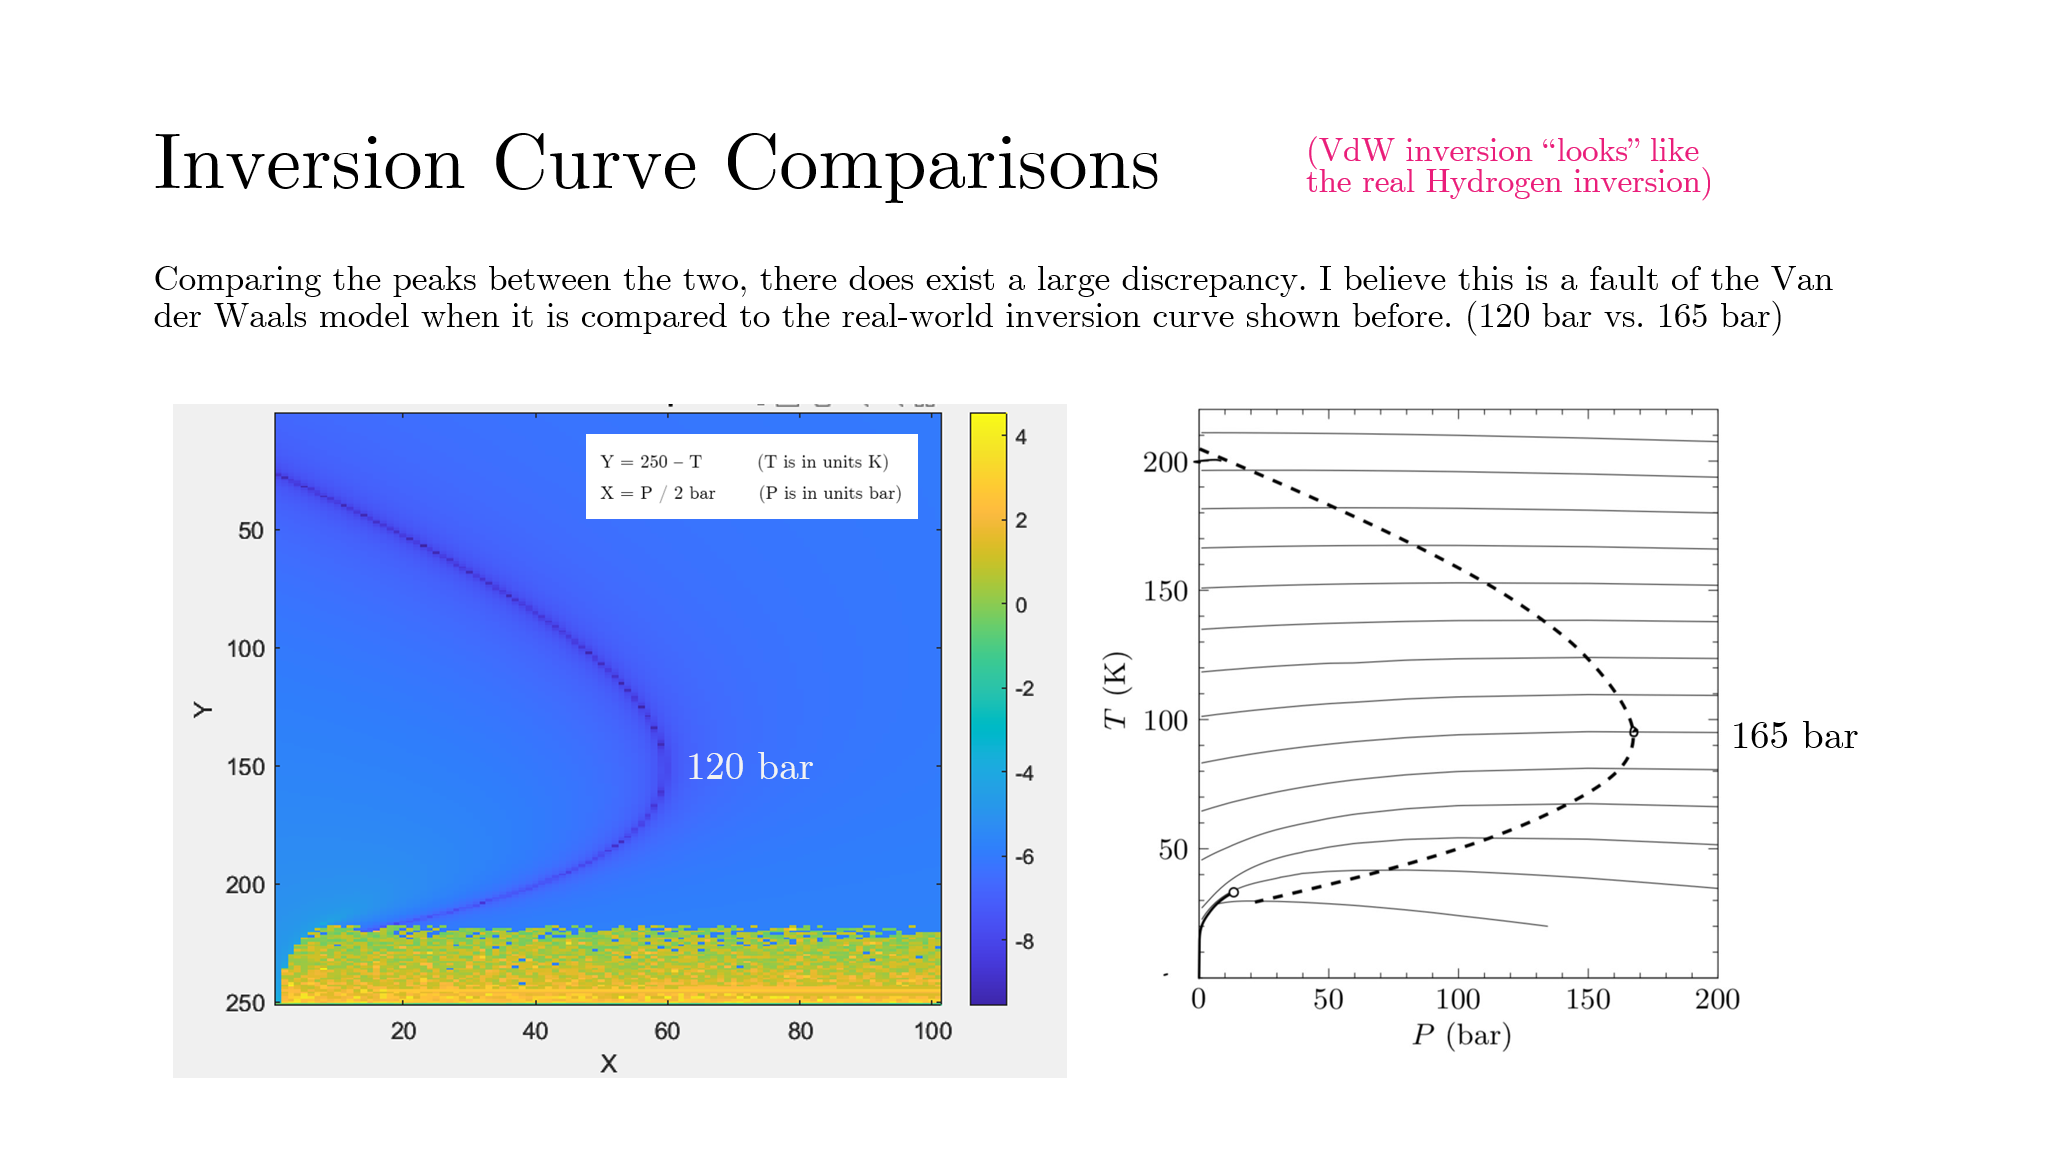 Inversion Curve Comparisons
(VdW inversion “looks” like
the real Hydrogen inversion)
Comparing the peaks between the two, there does exist a large discrepancy. I believe this is a fault of the Van
der Waals model when it is compared to the real-world inversion curve shown before. (120 bar vs. 165 bar)
Y = 250 – T (T is in units K)
X = P / 2 bar (P is in units bar)
50
100
150
200
250
Y
120 bar
20
40
60
80
100
X
4
2
0
-2
-4
-6
-8
200
150
100
50
T (K)
165 bar
0
50
100
150
200
P (bar)